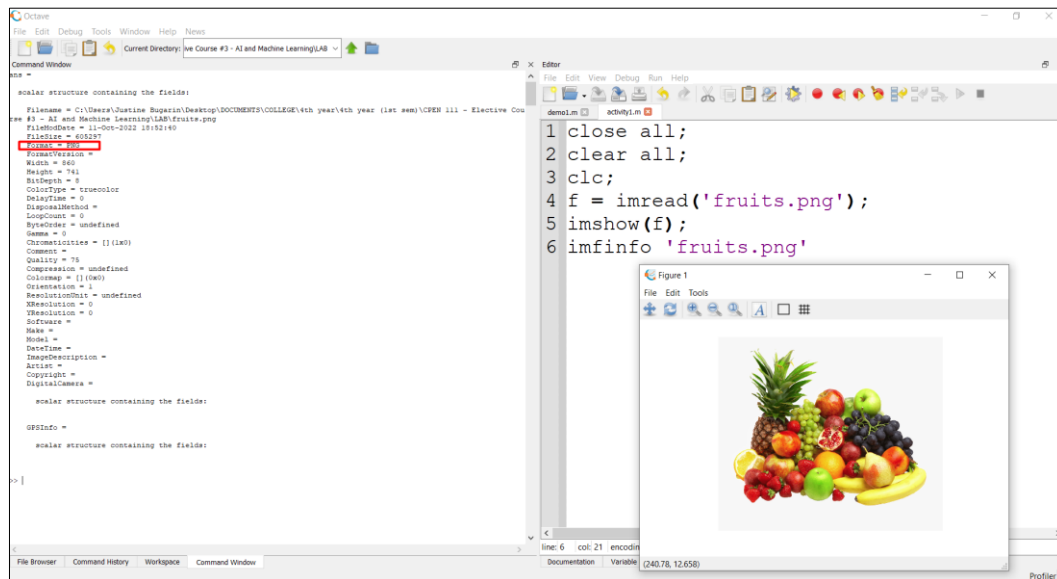 Octave
File Edit Debug Tools Window Help News
Current Directory: ive Course #3 - AI and Machine Learning\LAB
Command Window
ans =
scalar structure containing the fields:
Filename = C:\Users\Justine Bugarin\Desktop\DOCUMENTS\COLLEGE\4th year\4th year (1st sem)\CPEN 111 - Elective Cou
rse #3 - AI and Machine Learning\LAB\fruits.png
FileModDate = 11-Oct-2022 18:52:40
FileSize = 605297
Format = PNG
FormatVersion =
Width = 860
Height = 741
BitDepth = 8
ColorType = truecolor
DelayTime = 0
DisposalMethod =
LoopCount = 0
ByteOrder = undefined
Gamma = 0
Chromaticities = [](1x0)
Comment =
Quality = 75
Compression = undefined
Colormap = [](0x0)
Orientation = 1
ResolutionUnit = undefined
XResolution = 0
YResolution = 0
Software =
Make =
Model =
DateTime =
ImageDescription =
Artist =
Copyright =
DigitalCamera =
scalar structure containing the fields:
GPSInfo =
scalar structure containing the fields:
>>
File Browser Command History Workspace Command Window
Editor
File Edit View Debug Run Help
demo1.m activity1.m
1 close all;
2 clear all;
3 clc;
4 f = imread('fruits.png');
5 imshow(f);
6 imfinfo 'fruits.png'
Figure 1
File Edit Tools
A
(240.78, 12.658)
line: 6 col: 21 encodin
Documentation Variable
Profiler